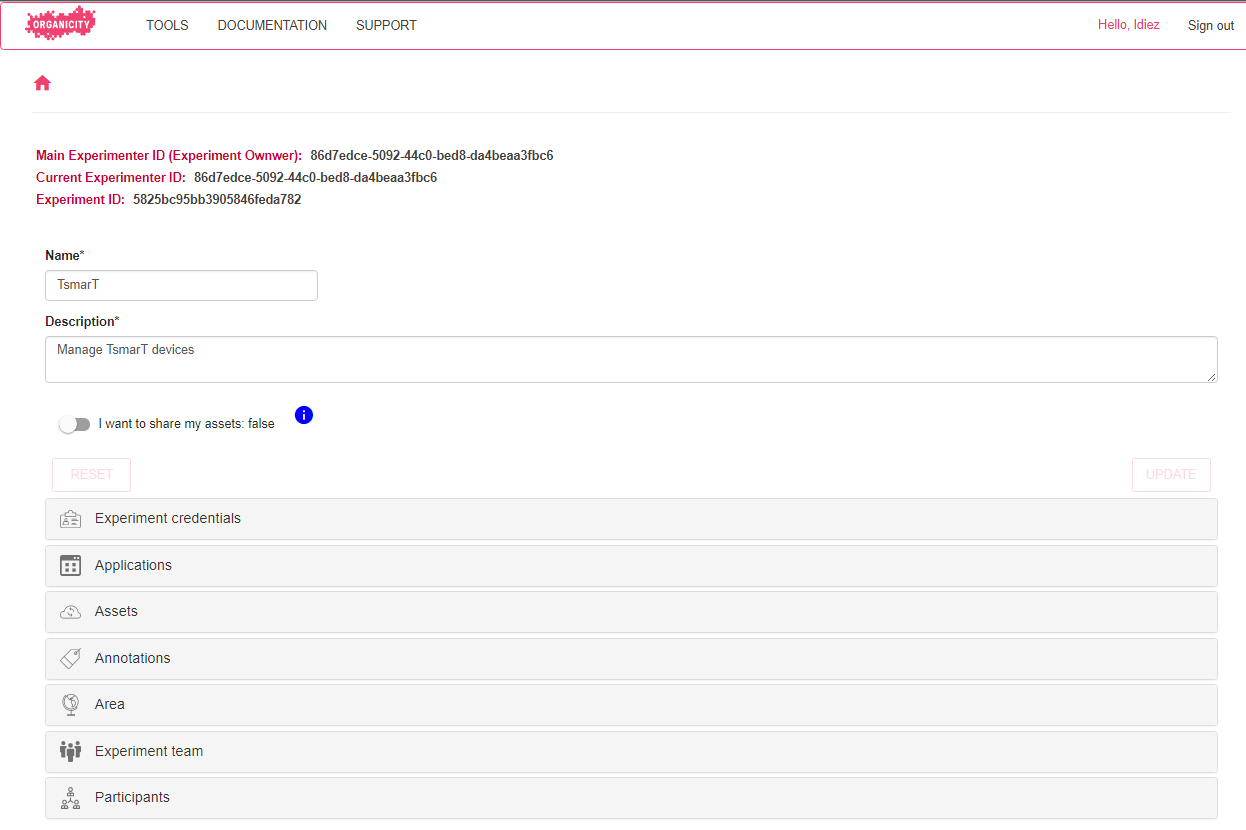 ORGANICITY TOOLS DOCUMENTATION SUPPORT Hello, ldiez Sign out
Main Experimenter ID (Experiment Ownwer): 86d7edce-5092-44c0-bed8-da4beaa3fbc6
Current Experimenter ID: 86d7edce-5092-44c0-bed8-da4beaa3fbc6
Experiment ID: 5825bc95bb3905846feda782
Name*
TsmarT
Description*
Manage TsmarT devices
I want to share my assets: false
RESET UPDATE
Experiment credentials
Applications
Assets
Annotations
Area
Experiment team
Participants